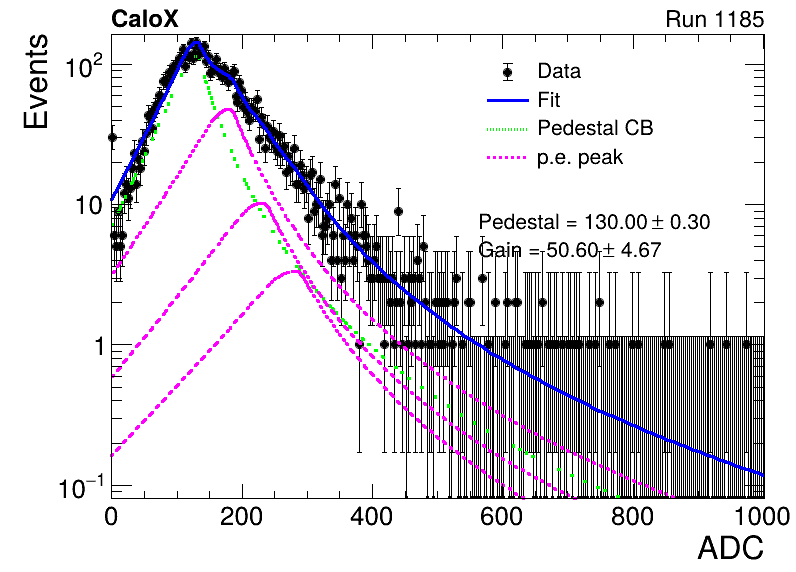 CaloX Run 1185
Events
Data
Fit
Pedestal CB
p.e. peak
Pedestal = 130.00 ± 0.30
Gain = 50.60 ± 4.67
10²
10
1
10⁻¹
0 200 400 600 800 1000
ADC